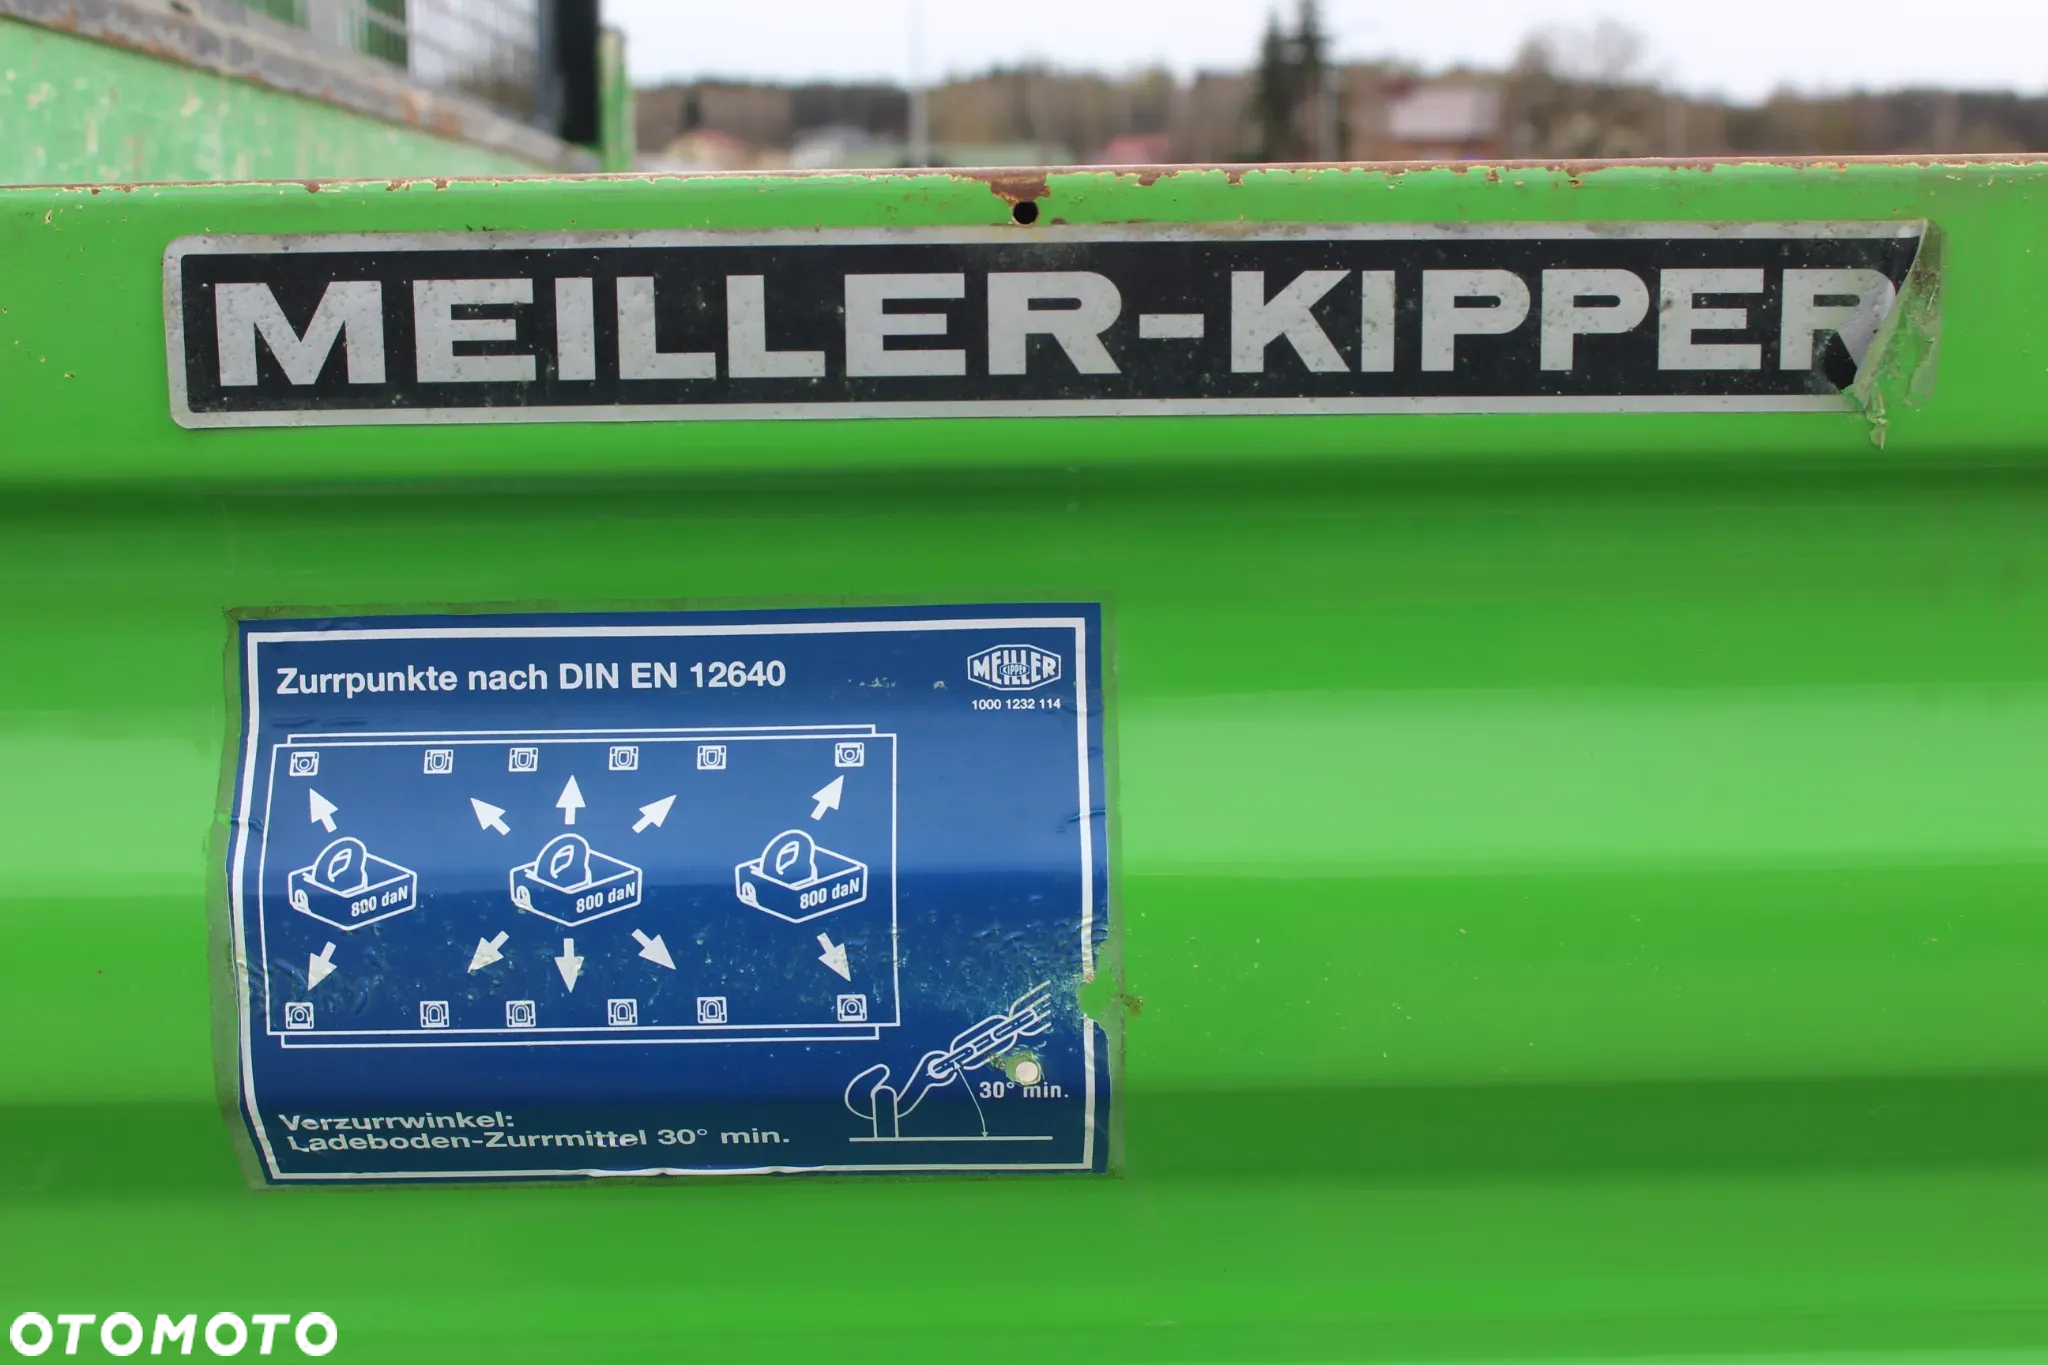 MEILLER-KIPPER
Zurrpunkte nach DIN EN 12640
MEILLER
KIPPER
1000 1232 114
800 daN
800 daN
800 daN
30° min.
Verzurrwinkel:
Ladeboden-Zurrmittel 30° min.
OTOMOTO